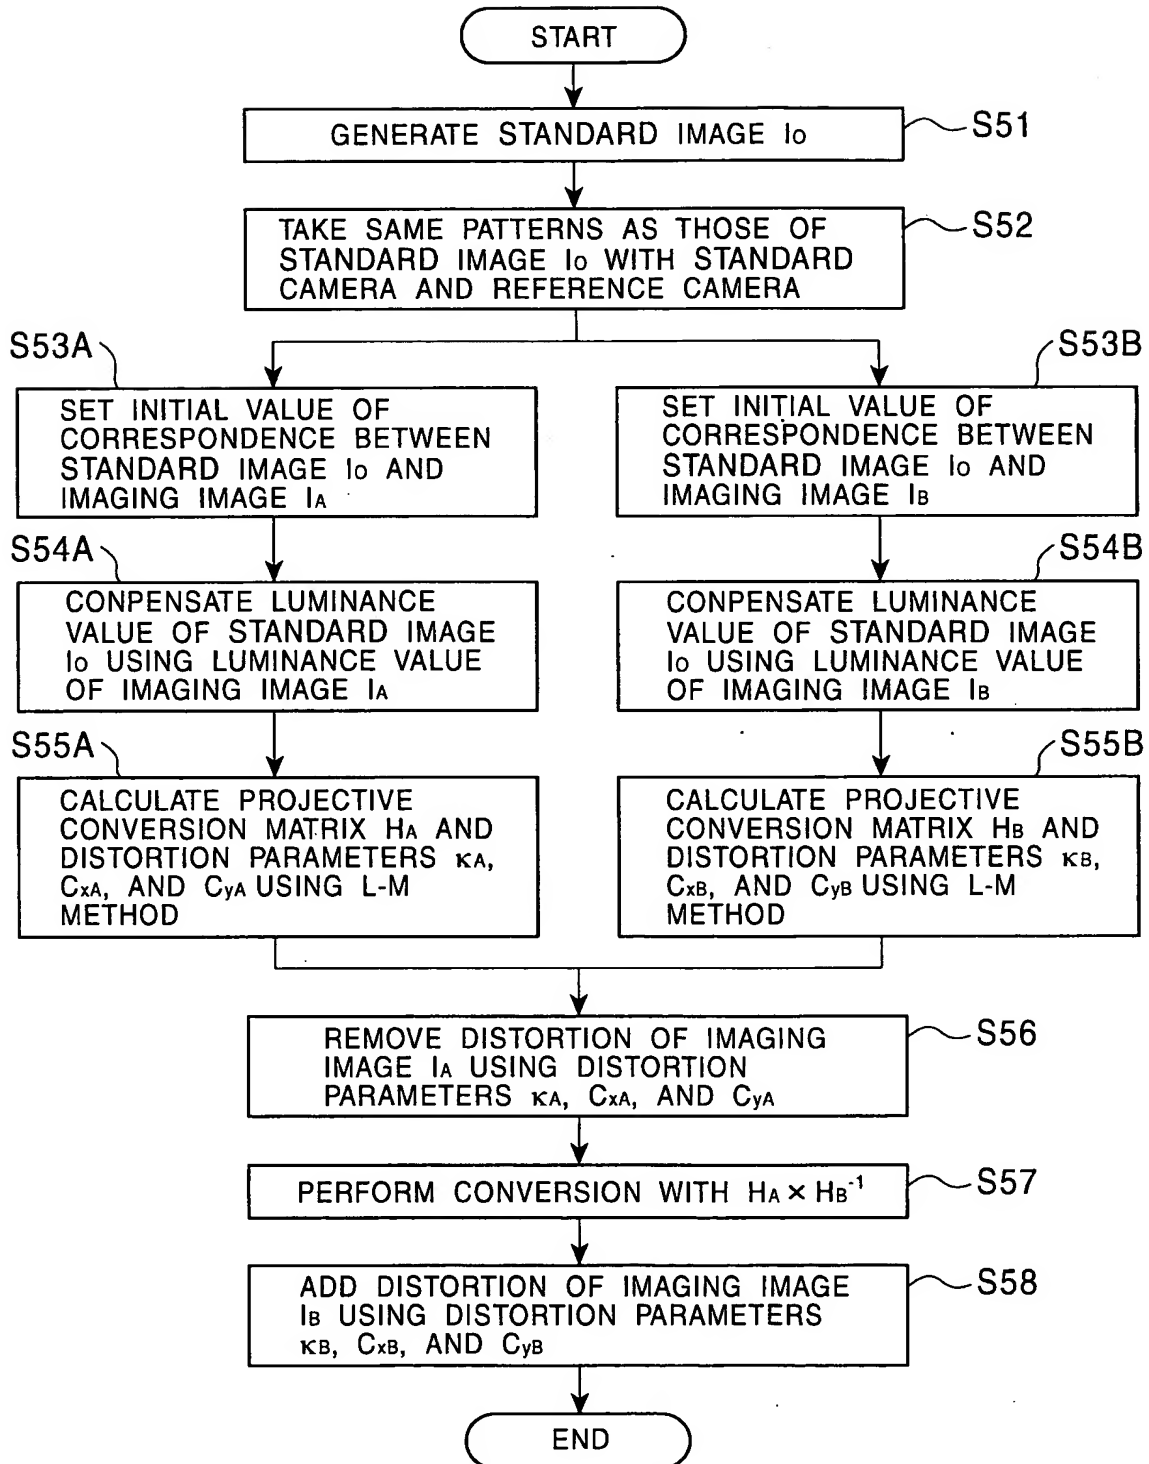 START
GENERATE STANDARD IMAGE Io
S51
TAKE SAME PATTERNS AS THOSE OF
STANDARD IMAGE Io WITH STANDARD
CAMERA AND REFERENCE CAMERA
S52
S53A
SET INITIAL VALUE OF
CORRESPONDENCE BETWEEN
STANDARD IMAGE Io AND
IMAGING IMAGE IA
S53B
SET INITIAL VALUE OF
CORRESPONDENCE BETWEEN
STANDARD IMAGE Io AND
IMAGING IMAGE IB
S54A
CONPENSATE LUMINANCE
VALUE OF STANDARD IMAGE
Io USING LUMINANCE VALUE
OF IMAGING IMAGE IA
S54B
CONPENSATE LUMINANCE
VALUE OF STANDARD IMAGE
Io USING LUMINANCE VALUE
OF IMAGING IMAGE IB
S55A
CALCULATE PROJECTIVE
CONVERSION MATRIX HA AND
DISTORTION PARAMETERS κA,
CxA, AND CyA USING L-M
METHOD
S55B
CALCULATE PROJECTIVE
CONVERSION MATRIX HB AND
DISTORTION PARAMETERS κB,
CxB, AND CyB USING L-M
METHOD
REMOVE DISTORTION OF IMAGING
IMAGE IA USING DISTORTION
PARAMETERS κA, CxA, AND CyA
S56
PERFORM CONVERSION WITH HA × HB⁻¹
S57
ADD DISTORTION OF IMAGING IMAGE
IB USING DISTORTION PARAMETERS
κB, CxB, AND CyB
S58
END